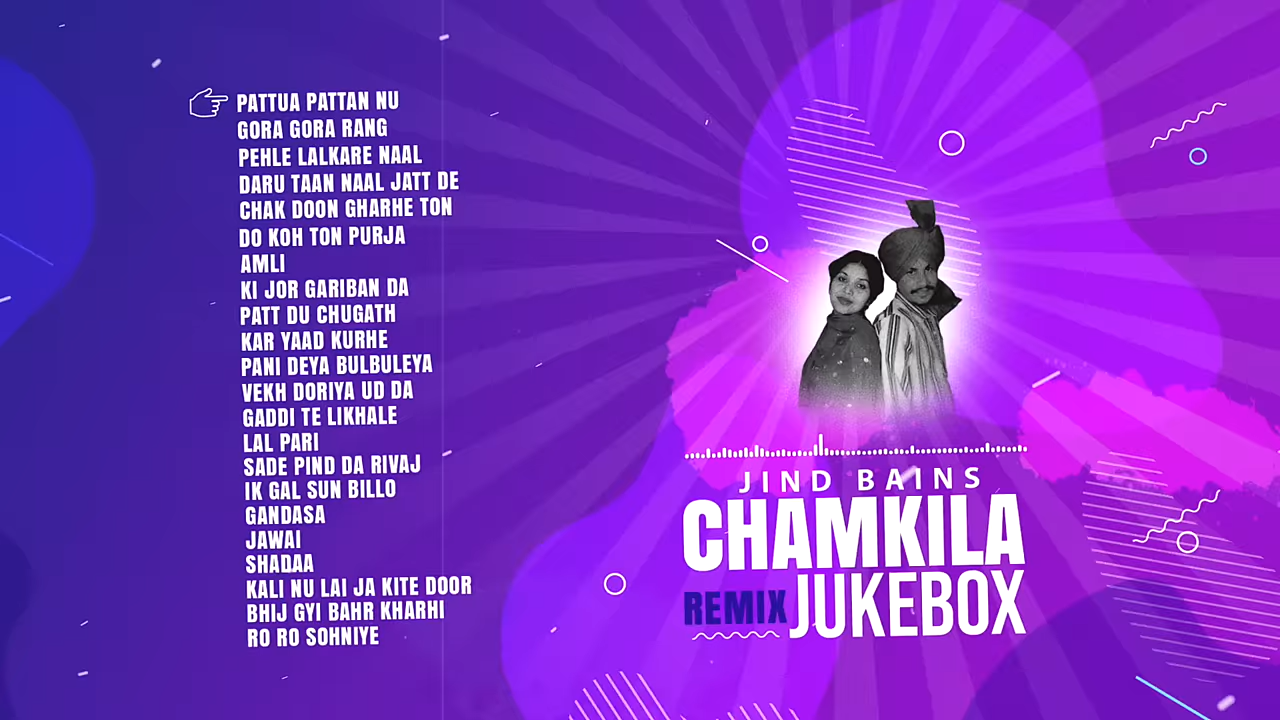 PATTUA PATTAN NU
GORA GORA RANG
PEHLE LALKARE NAAL
DARU TAAN NAAL JATT DE
CHAK DOON GHARHE TON
DO KOH TON PURJA
AMLI
KI JOR GARIBAN DA
PATT DU CHUGATH
KAR YAAD KURHE
PANI DEYA BULBULEYA
VEKH DORIYA UD DA
GADDI TE LIKHALE
LAL PARI
SADE PIND DA RIVAJ
IK GAL SUN BILLO
GANDASA
JAWAI
SHADAA
KALI NU LAI JA KITE DOOR
BHIJ GYI BAHR KHARHI
RO RO SOHNIYE
JIND BAINS
CHAMKILA
REMIX JUKEBOX